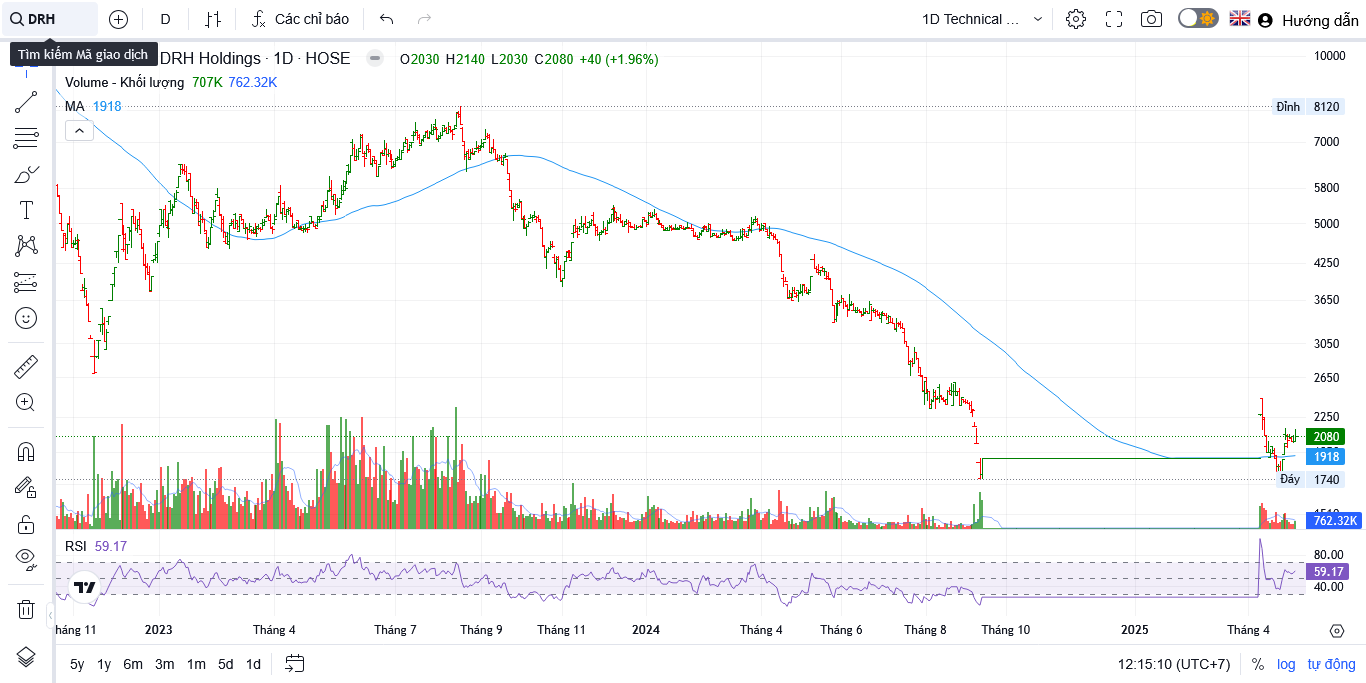 DRH
D
Các chỉ báo
1D Technical ...
Hướng dẫn
Tìm kiếm Mã giao dịch
DRH Holdings · 1D · HOSE
O2030 H2140 L2030 C2080 +40 (+1.96%)
Volume - Khối lượng 707K 762.32K
MA 1918
10000
Đỉnh 8120
7000
5800
5000
4250
3650
3050
2650
2250
2080
1918
Đáy 1740
762.32K
RSI 59.17
80.00
59.17
40.00
háng 11 2023 Tháng 4 Tháng 7 Tháng 9 Tháng 11 2024 Tháng 4 Tháng 6 Tháng 8 Tháng 10 2025 Tháng 4
5y 1y 6m 3m 1m 5d 1d
12:15:10 (UTC+7) % log tự động